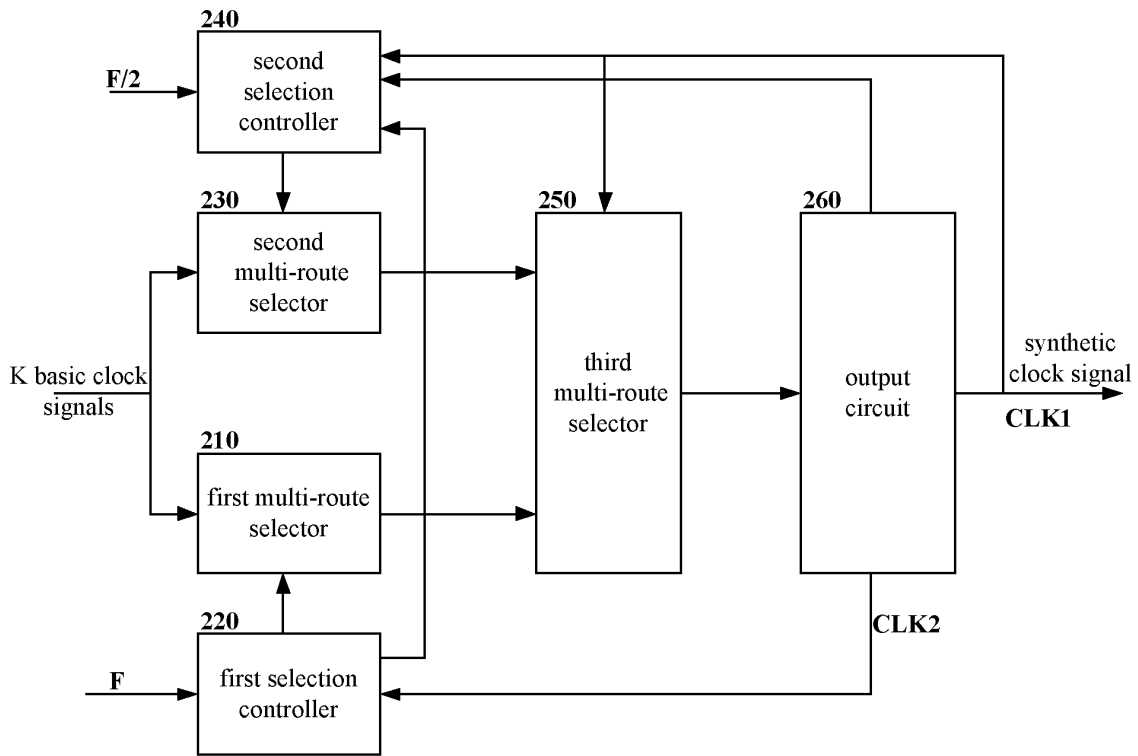 240
second
selection
controller
F/2
230
second
multi-route
selector
250
third
multi-route
selector
260
output
circuit
K basic clock
signals
synthetic
clock signal
CLK1
210
first multi-route
selector
CLK2
220
first selection
controller
F